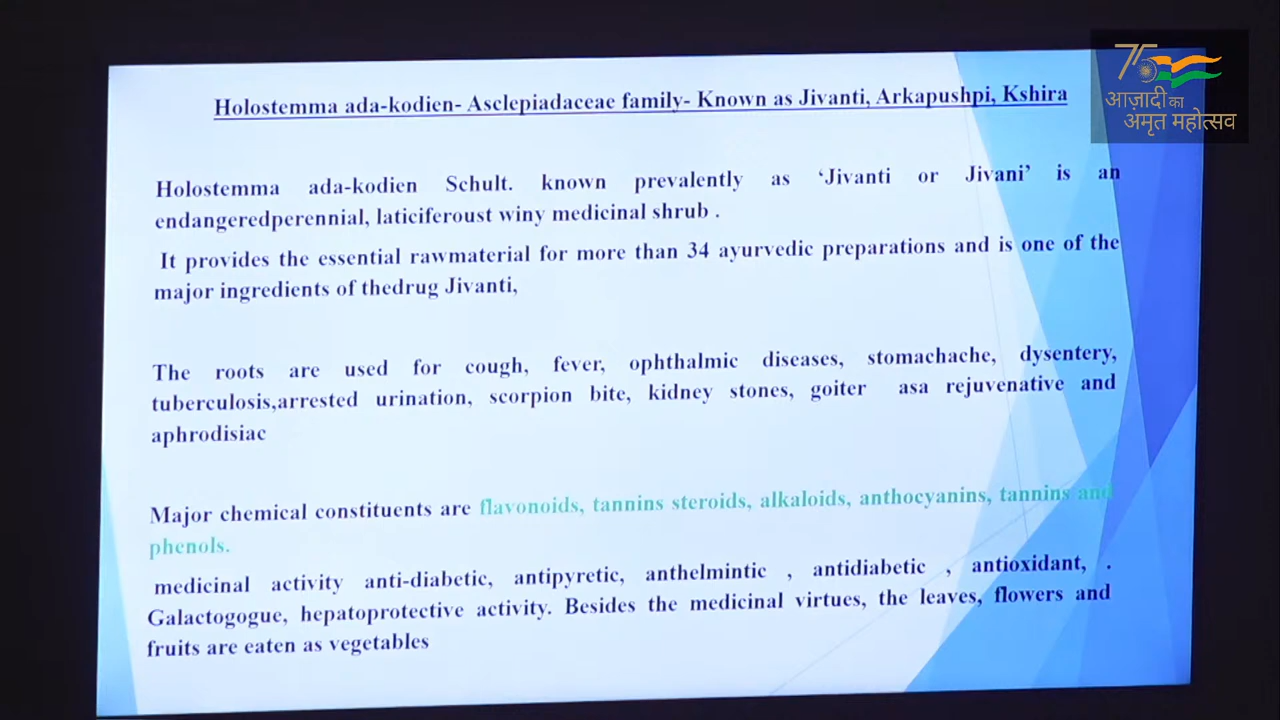 75
आज़ादी का
अमृत महोत्सव
Holostemma ada-kodien- Asclepiadaceae family- Known as Jivanti, Arkapushpi, Kshira
Holostemma ada-kodien Schult. known prevalently as ‘Jivanti or Jivani’ is an
endangeredperennial, laticiferoust winy medicinal shrub .
It provides the essential rawmaterial for more than 34 ayurvedic preparations and is one of the
major ingredients of thedrug Jivanti,
The roots are used for cough, fever, ophthalmic diseases, stomachache, dysentery,
tuberculosis,arrested urination, scorpion bite, kidney stones, goiter asa rejuvenative and
aphrodisiac
Major chemical constituents are flavonoids, tannins steroids, alkaloids, anthocyanins, tannins and
phenols.
medicinal activity anti-diabetic, antipyretic, anthelmintic , antidiabetic , antioxidant, .
Galactogogue, hepatoprotective activity. Besides the medicinal virtues, the leaves, flowers and
fruits are eaten as vegetables